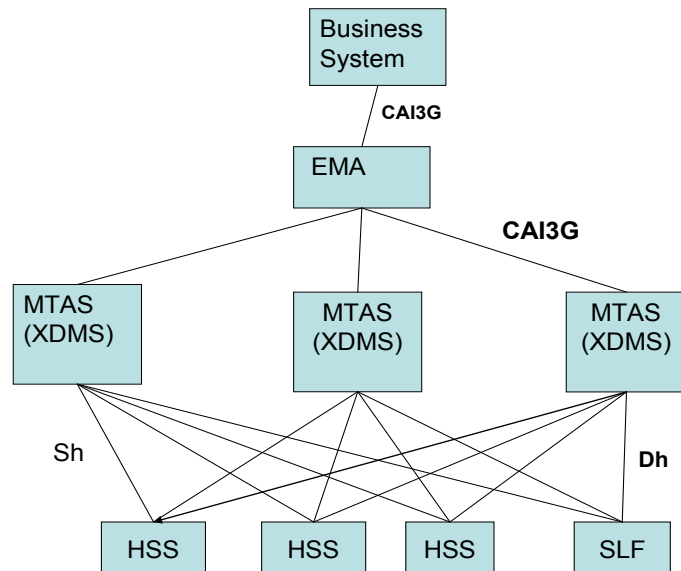 Business
System
CAI3G
EMA
CAI3G
MTAS
(XDMS)
MTAS
(XDMS)
MTAS
(XDMS)
Sh
Dh
HSS
HSS
HSS
SLF